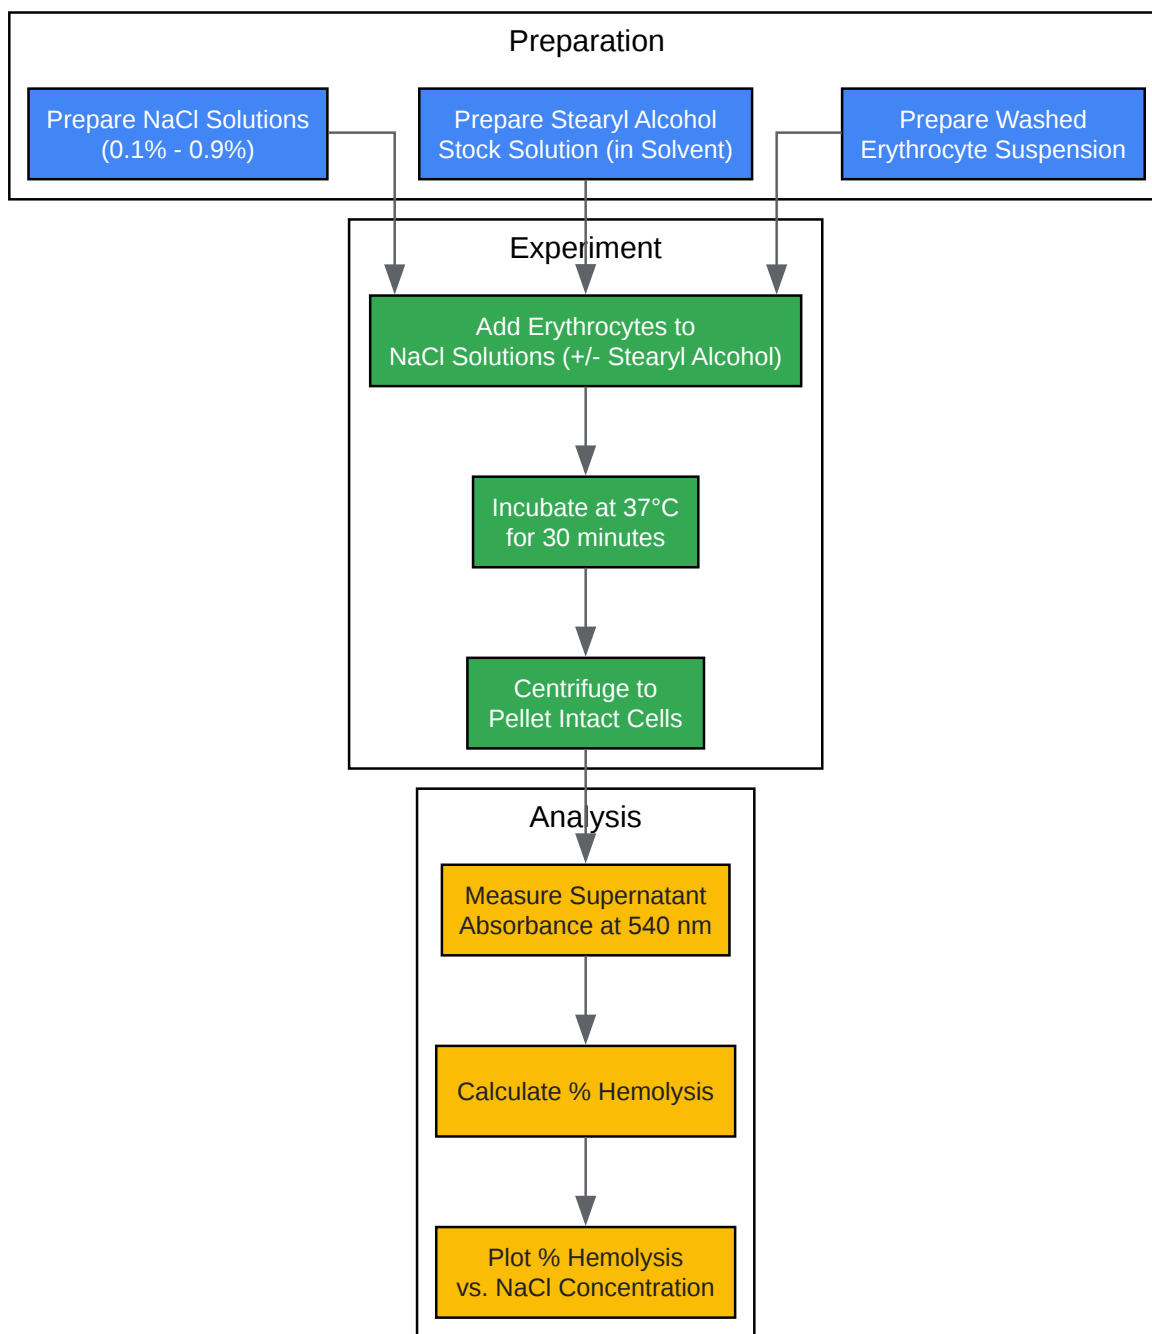 Preparation
Prepare NaCl Solutions
(0.1% - 0.9%)
Prepare Stearyl Alcohol
Stock Solution (in Solvent)
Prepare Washed
Erythrocyte Suspension
Experiment
Add Erythrocytes to
NaCl Solutions (+/- Stearyl Alcohol)
Incubate at 37°C
for 30 minutes
Centrifuge to
Pellet Intact Cells
Analysis
Measure Supernatant
Absorbance at 540 nm
Calculate % Hemolysis
Plot % Hemolysis
vs. NaCl Concentration